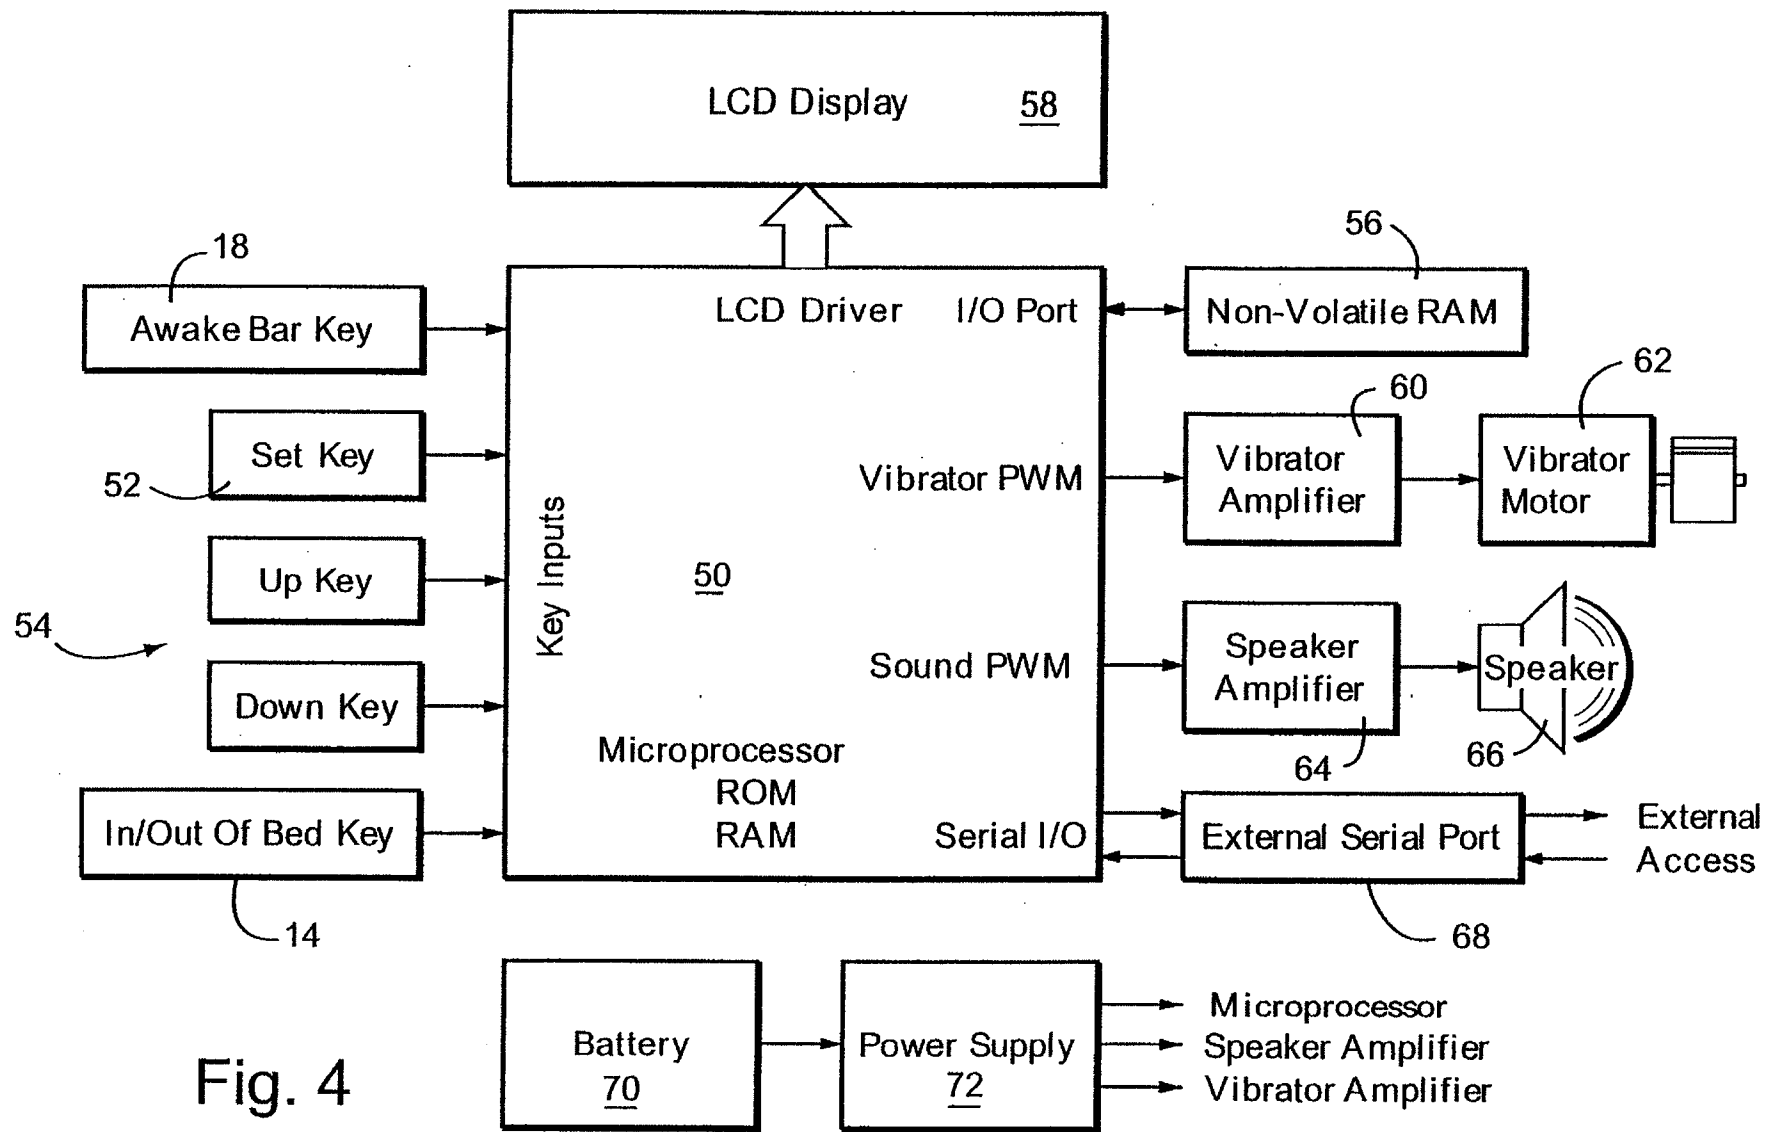 LCD Display 58
18
56
Awake Bar Key
LCD Driver
I/O Port
Non-Volatile RAM
Set Key
52
60
62
Vibrator PWM
Vibrator
Amplifier
Vibrator
Motor
Key Inputs
50
Up Key
54
Sound PWM
Speaker
Amplifier
64
Speaker
66
Down Key
Microprocessor
ROM
RAM
In/Out Of Bed Key
14
Serial I/O
External Serial Port
68
External
Access
Battery
70
Power Supply
72
Microprocessor
Speaker Amplifier
Vibrator Amplifier
Fig. 4